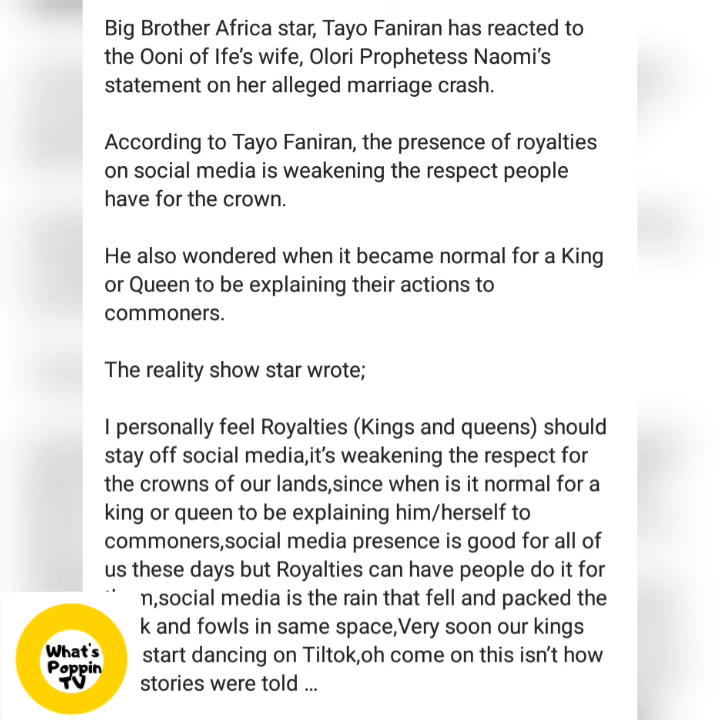 Big Brother Africa star, Tayo Faniran has reacted to
the Ooni of Ife's wife, Olori Prophetess Naomi's
statement on her alleged marriage crash.
According to Tayo Faniran, the presence of royalties
on social media is weakening the respect people
have for the crown.
He also wondered when it became normal for a King
or Queen to be explaining their actions to
commoners.
The reality show star wrote;
I personally feel Royalties (Kings and queens) should
stay off social media,it's weakening the respect for
the crowns of our lands,since when is it normal for a
king or queen to be explaining him/herself to
commoners,social media presence is good for all of
us these days but Royalties can have people do it for
n,social media is the rain that fell and packed the
k and fowls in same space,Very soon our kings
start dancing on Tiltok,oh come on this isn't how
stories were told ...
What's
Poppin
TV